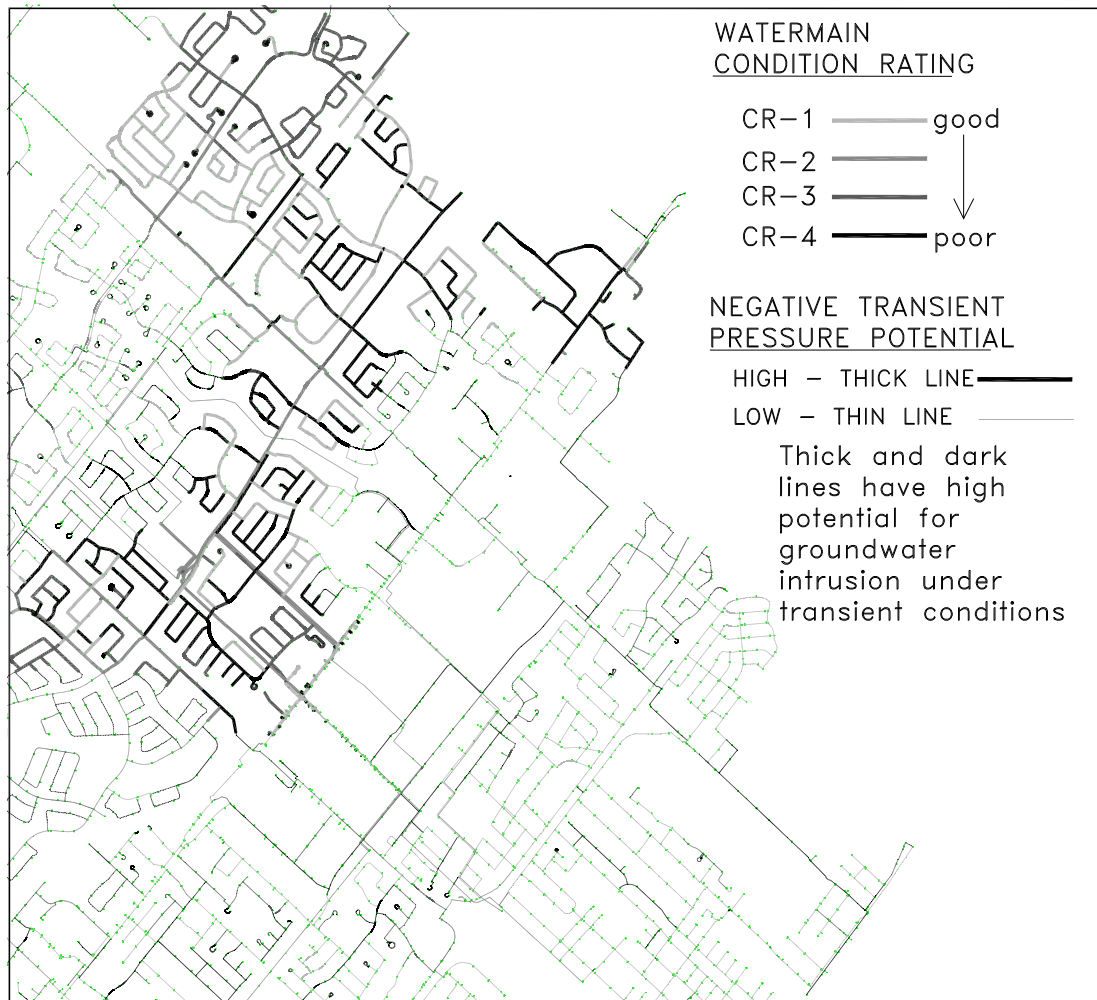 WATERMAIN
CONDITION RATING
CR-1 good
CR-2
CR-3
CR-4 poor
NEGATIVE TRANSIENT
PRESSURE POTENTIAL
HIGH - THICK LINE
LOW - THIN LINE
Thick and dark
lines have high
potential for
groundwater
intrusion under
transient conditions